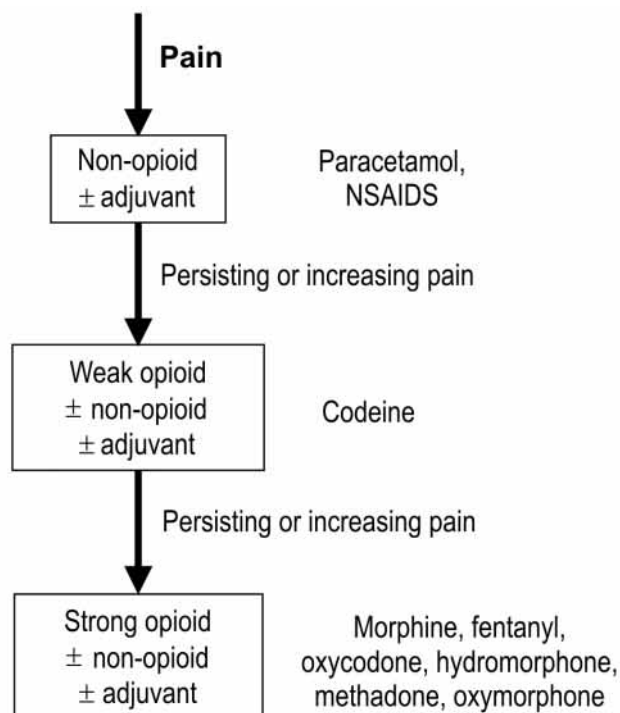 Pain
Non-opioid
± adjuvant
Paracetamol,
NSAIDS
Persisting or increasing pain
Weak opioid
± non-opioid
± adjuvant
Codeine
Persisting or increasing pain
Strong opioid
± non-opioid
± adjuvant
Morphine, fentanyl,
oxycodone, hydromorphone,
methadone, oxymorphone